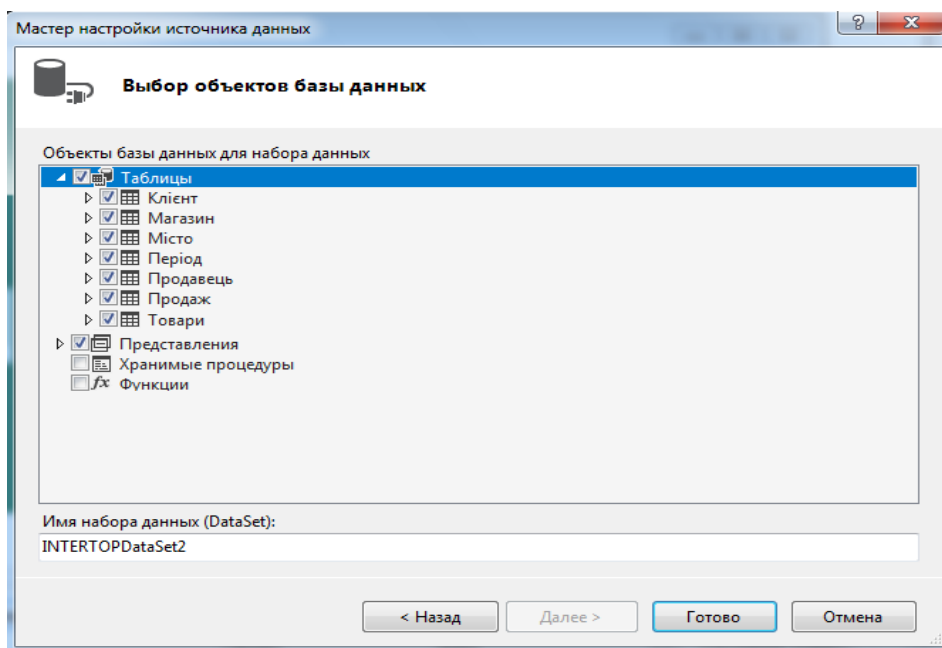 Мастер настройки источника данных
Выбор объектов базы данных
Объекты базы данных для набора данных
Таблицы
Клієнт
Магазин
Місто
Період
Продавець
Продаж
Товари
Представления
Хранимые процедуры
fx Функции
Имя набора данных (DataSet):
INTERTOPDataSet2
< Назад Далее > Готово Отмена